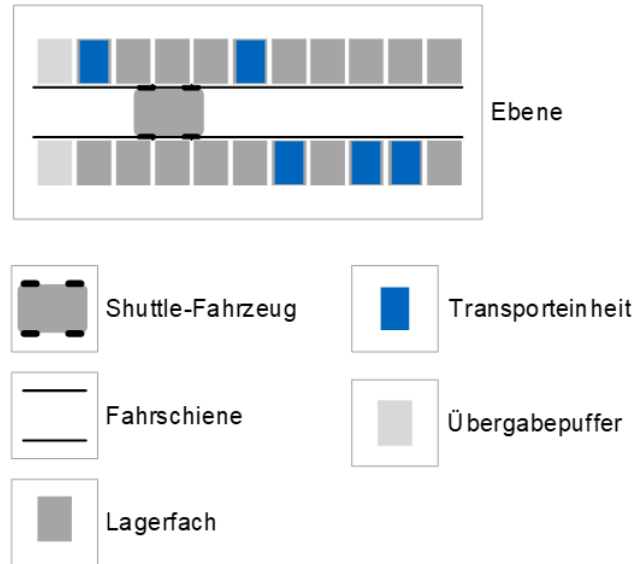 Ebene
Shuttle-Fahrzeug
Transporteinheit
Fahrschiene
Übergabepuffer
Lagerfach